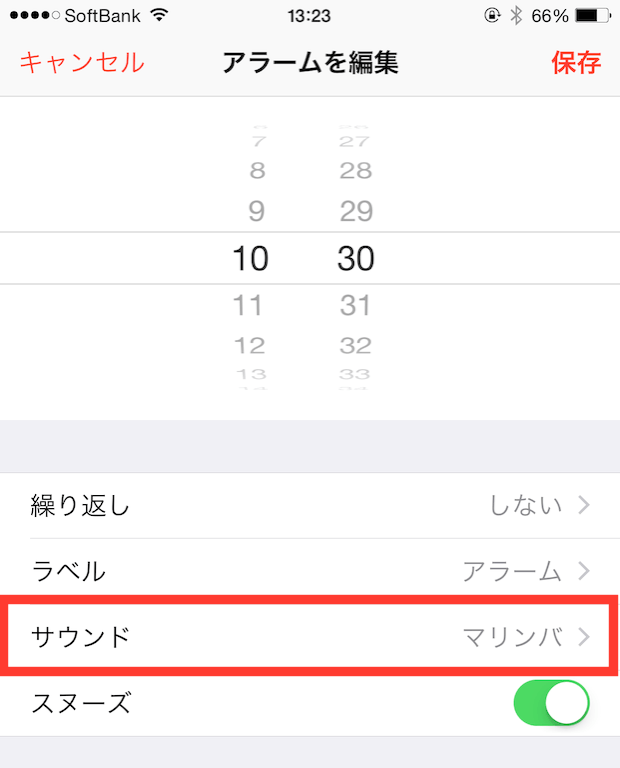 SoftBank 13:23 66%
キャンセル アラームを編集 保存
7 27
8 28
9 29
10 30
11 31
12 32
13 33
繰り返し しない
ラベル アラーム
サウンド マリンバ
スヌーズ